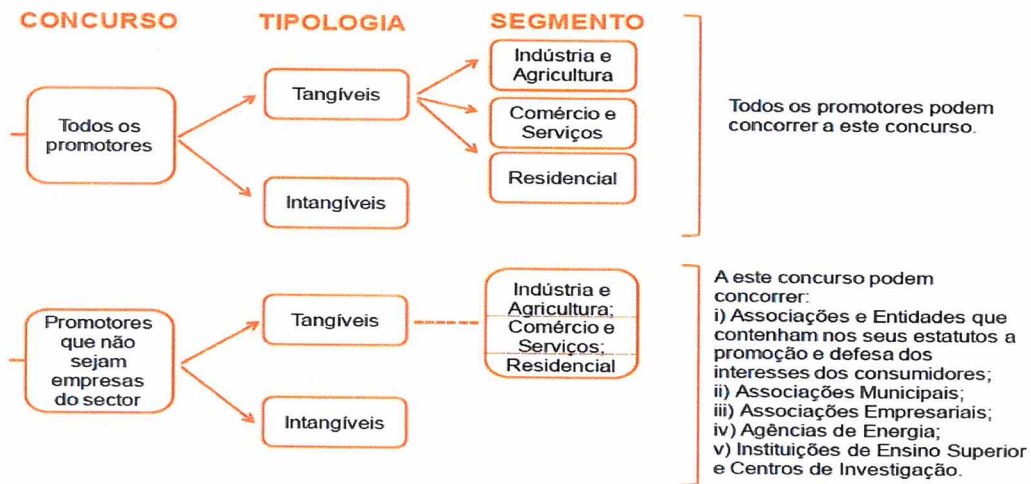 CONCURSO
TIPOLOGIA
SEGMENTO
Todos os
promotores
Tangíveis
Intangíveis
Indústria e
Agricultura
Comércio e
Serviços
Residencial
Todos os promotores podem
concorrer a este concurso.
Promotores
que não
sejam
empresas
do sector
Tangíveis
Intangíveis
Indústria e
Agricultura;
Comércio e
Serviços;
Residencial
A este concurso podem
concorrer:
i) Associações e Entidades que
contenham nos seus estatutos a
promoção e defesa dos
interesses dos consumidores;
ii) Associações Municipais;
iii) Associações Empresariais;
iv) Agências de Energia;
v) Instituições de Ensino Superior
e Centros de Investigação.